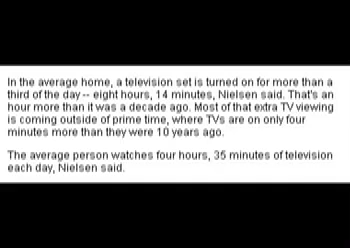 In the average home, a television set is turned on for more than a
third of the day -- eight hours, 14 minutes, Nielsen said. That's an
hour more than it was a decade ago. Most of that extra TV viewing
is coming outside of prime time, where TVs are on only four
minutes more than they were 10 years ago.
The average person watches four hours, 35 minutes of television
each day, Nielsen said.